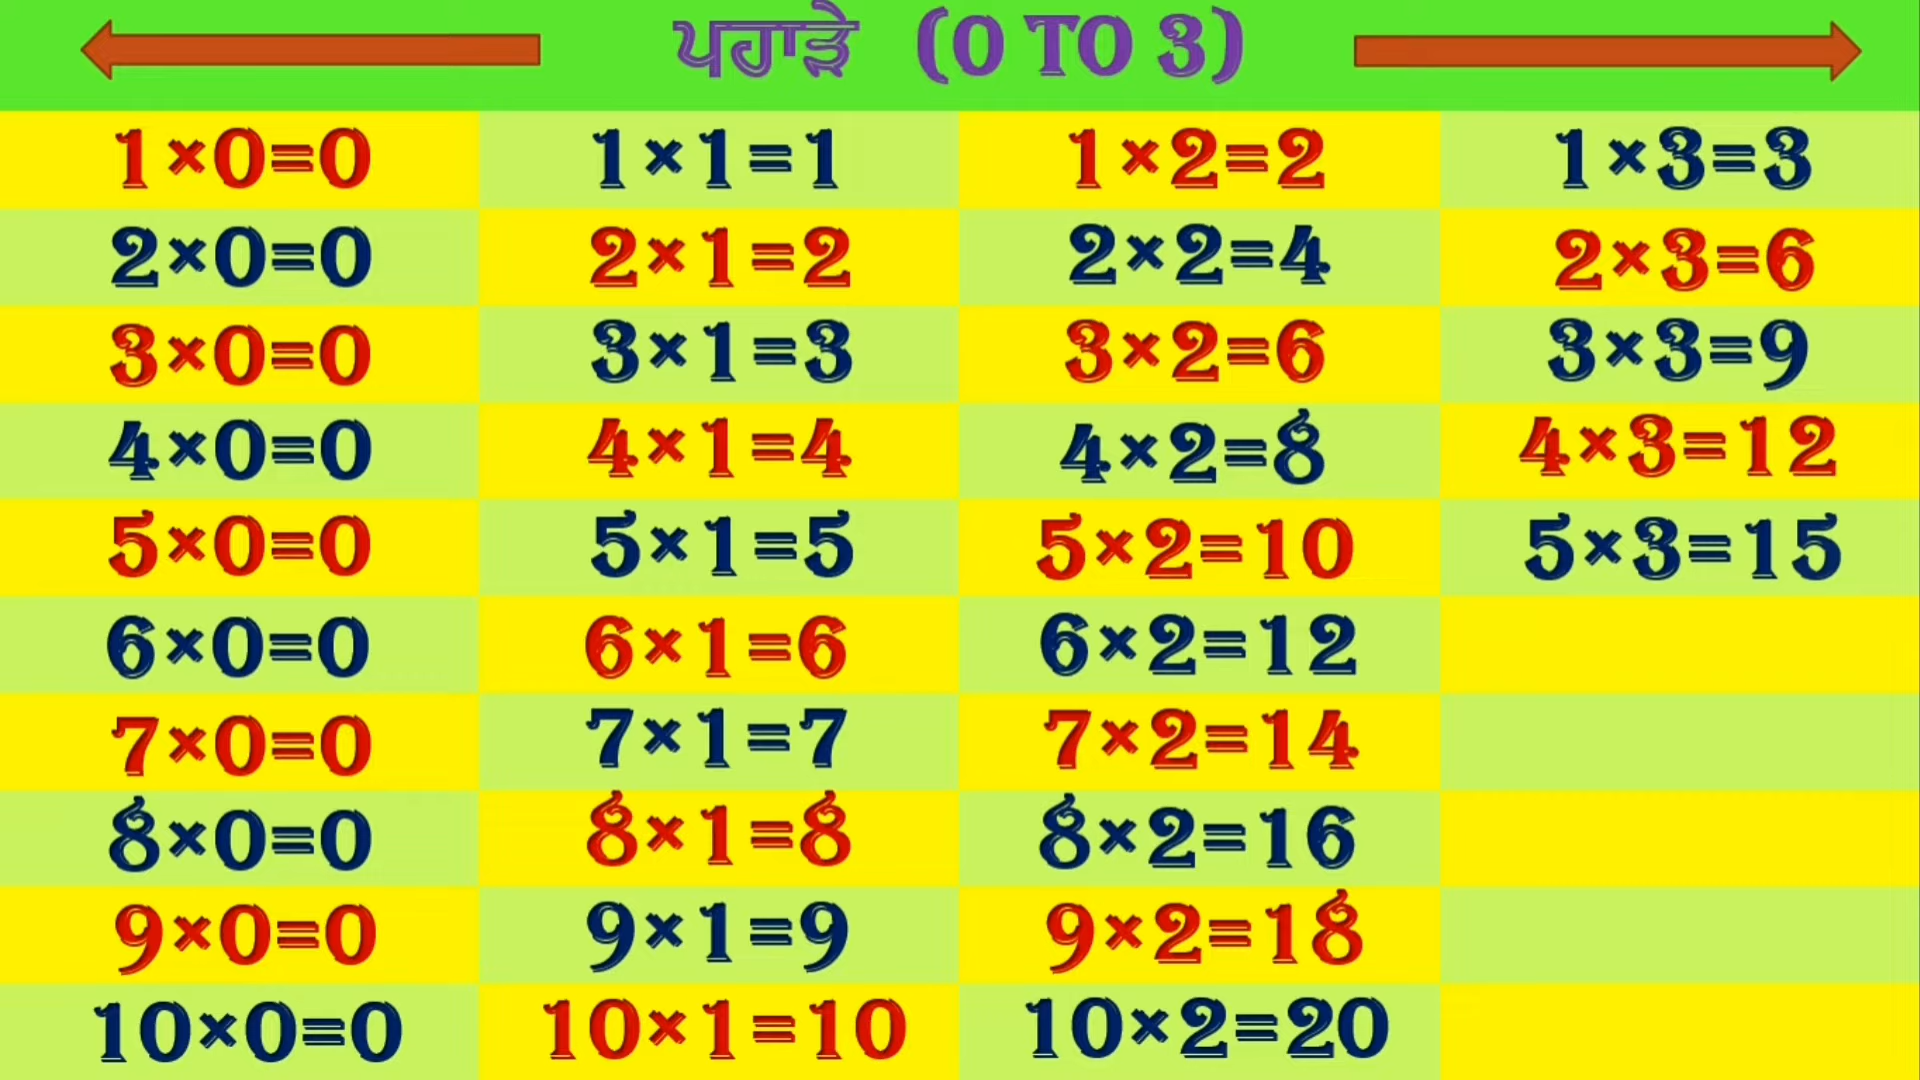 ਪਹਾੜੇ (0 TO 3)
1×0=0 1×1=1 1×2=2 1×3=3
2×0=0 2×1=2 2×2=4 2×3=6
3×0=0 3×1=3 3×2=6 3×3=9
4×0=0 4×1=4 4×2=8 4×3=12
5×0=0 5×1=5 5×2=10 5×3=15
6×0=0 6×1=6 6×2=12
7×0=0 7×1=7 7×2=14
8×0=0 8×1=8 8×2=16
9×0=0 9×1=9 9×2=18
10×0=0 10×1=10 10×2=20